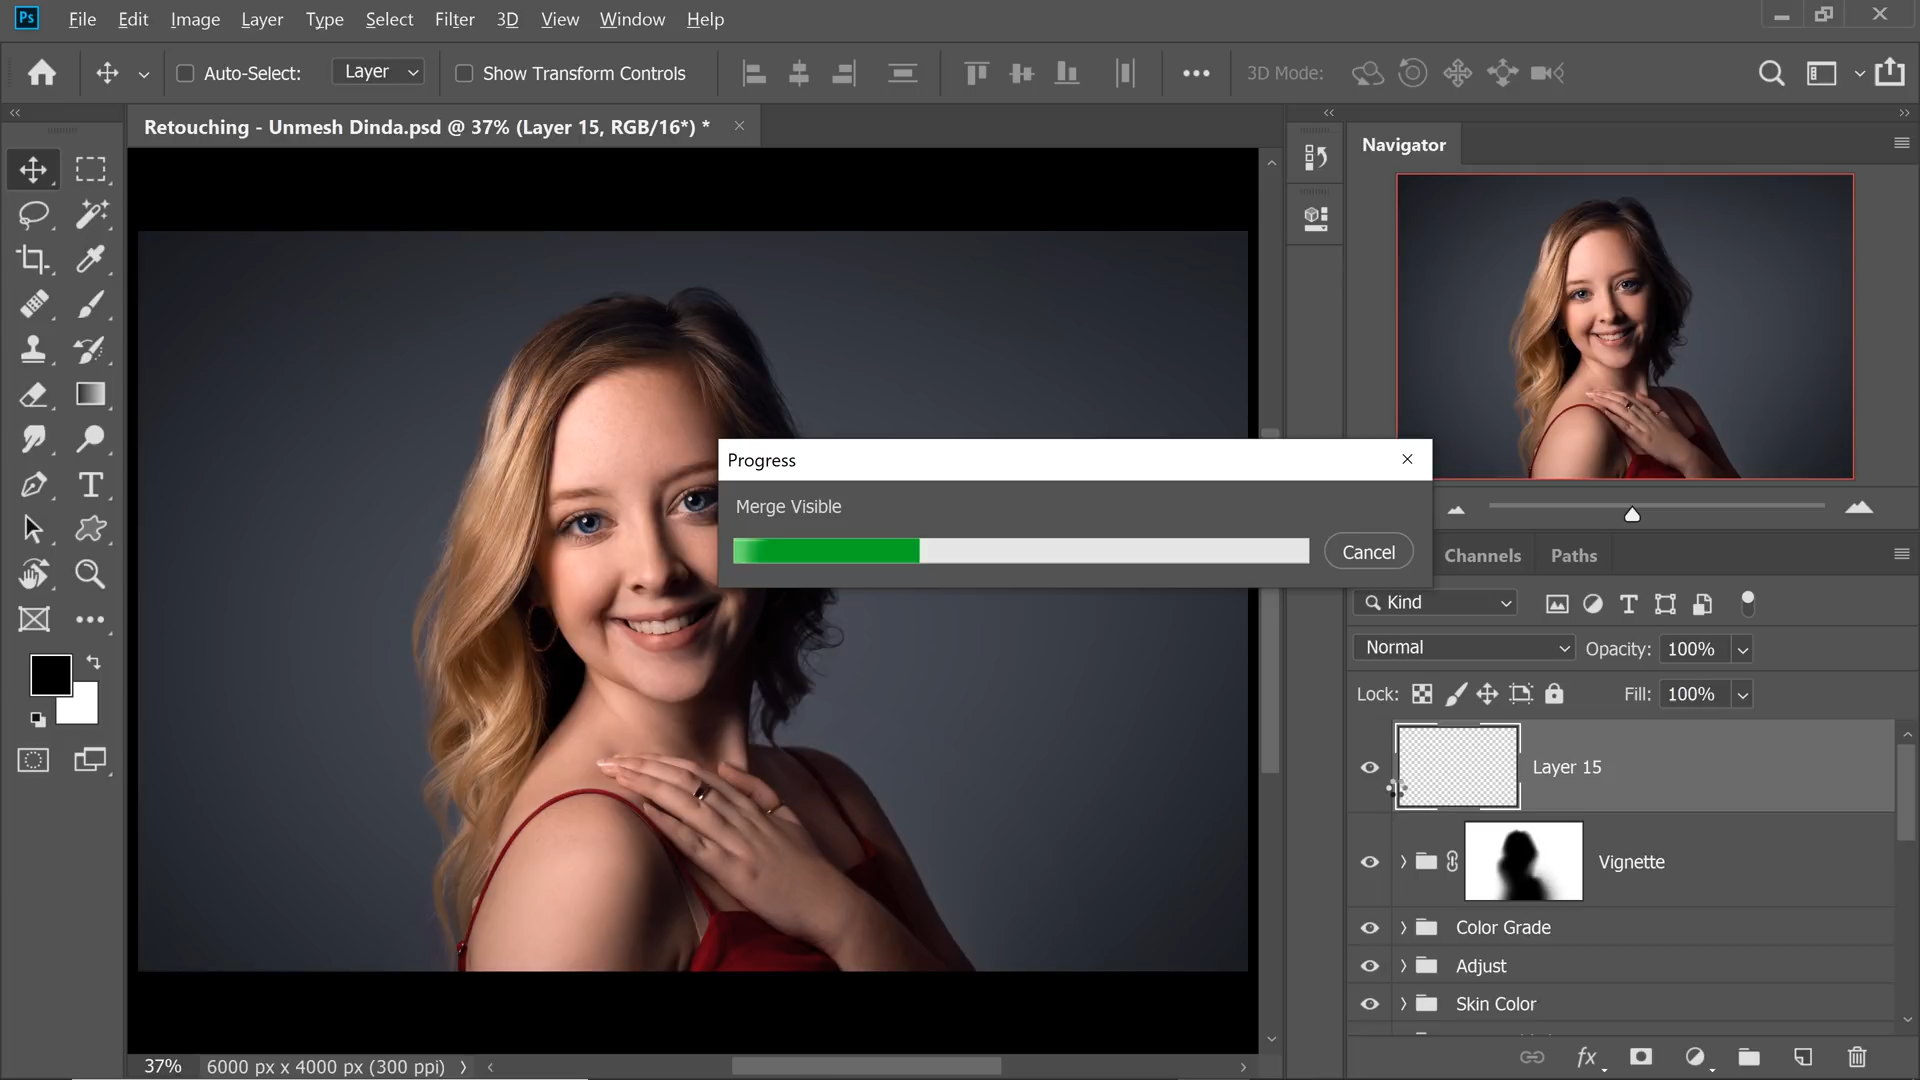 Ps File Edit Image Layer Type Select Filter 3D View Window Help
Auto-Select: Layer Show Transform Controls 3D Mode:
Retouching - Unmesh Dinda.psd @ 37% (Layer 15, RGB/16*) *
Navigator
Progress
Merge Visible
Cancel
Channels Paths
Kind
Normal Opacity: 100%
Lock: Fill: 100%
Layer 15
Vignette
Color Grade
Adjust
Skin Color
fx
37% 6000 px x 4000 px (300 ppi)